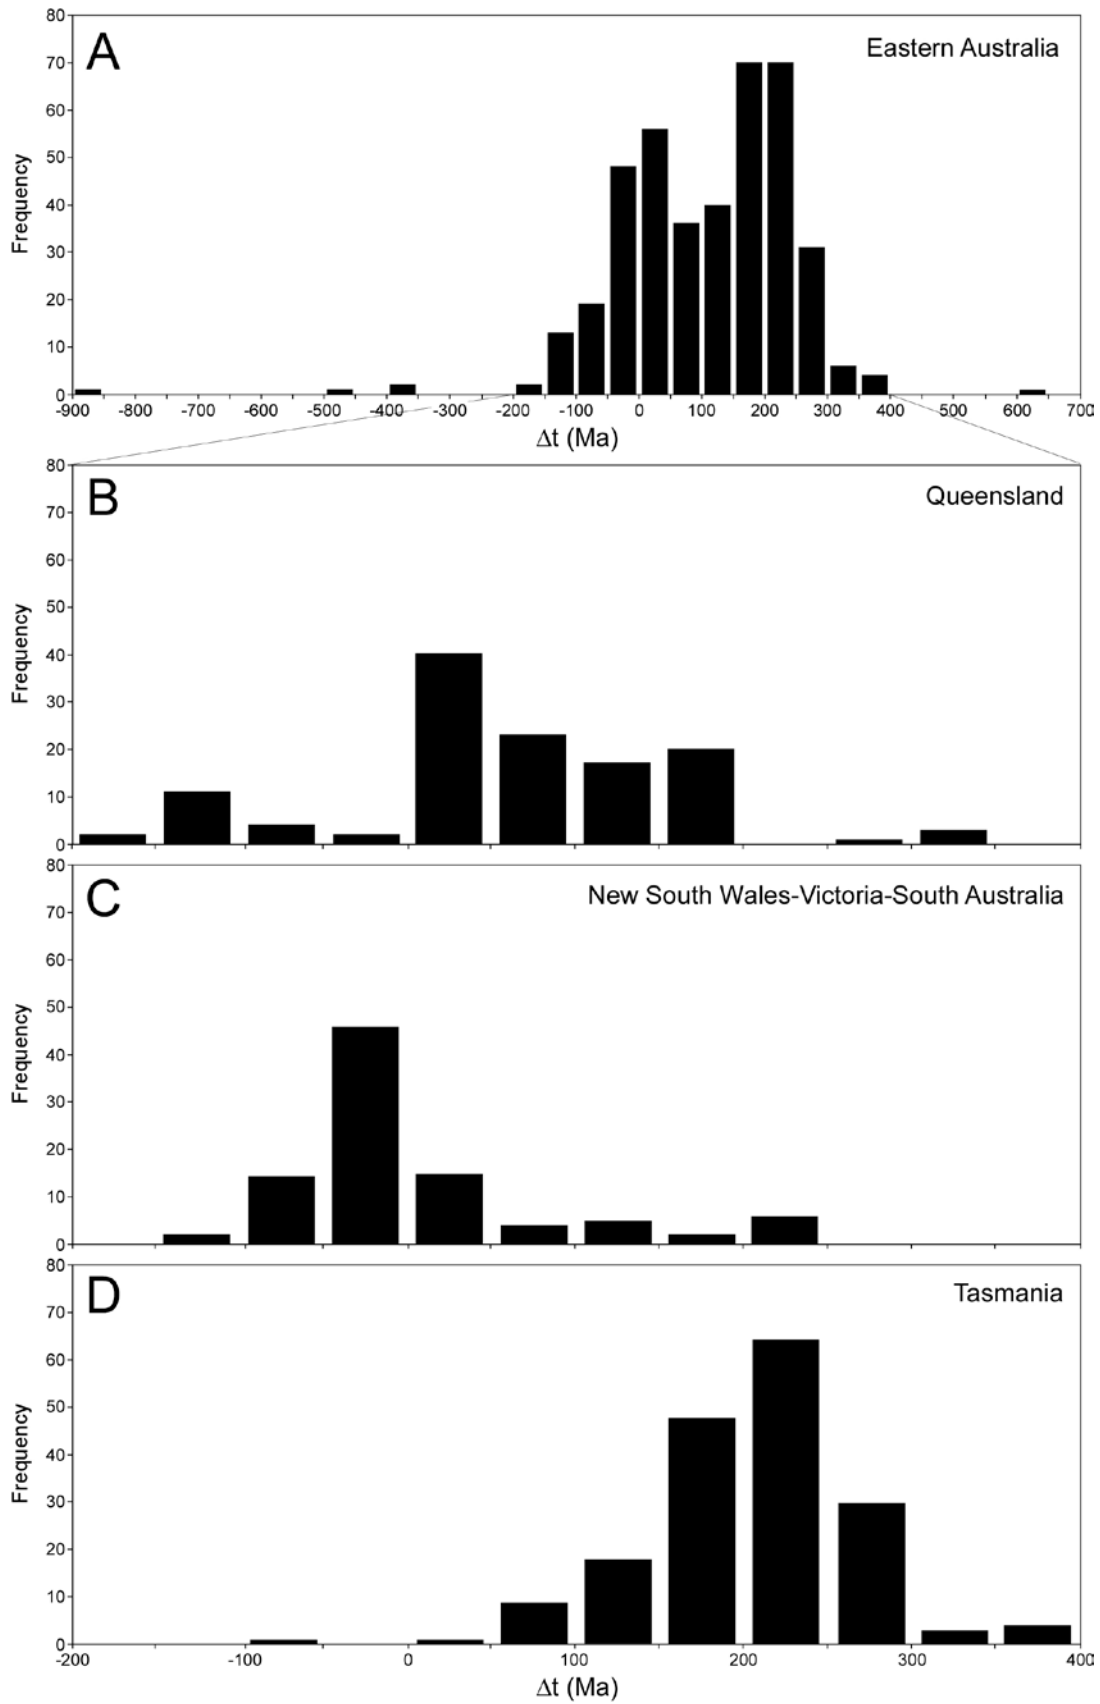 A
Eastern Australia
Frequency
80
70
60
50
40
30
20
10
0
-900 -800 -700 -600 -500 -400 -300 -200 -100 0 100 200 300 400 500 600 700
Δt (Ma)
B
Queensland
Frequency
80
70
60
50
40
30
20
10
0
C
New South Wales-Victoria-South Australia
Frequency
80
70
60
50
40
30
20
10
0
D
Tasmania
Frequency
80
70
60
50
40
30
20
10
0
-200 -100 0 100 200 300 400
Δt (Ma)